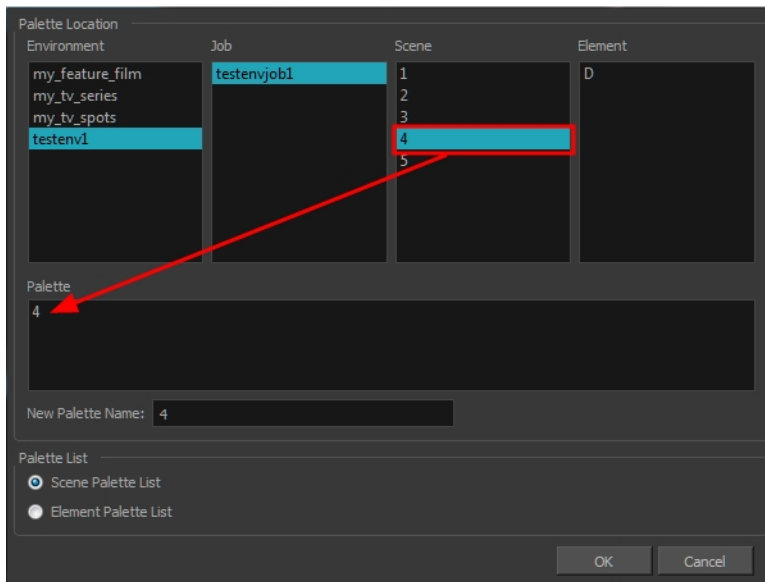 Palette Location
Environment Job Scene Element
my_feature_film testenvjob1 1 D
my_tv_series 2
my_tv_spots 3
testenv1 4
5
Palette
4
New Palette Name: 4
Palette List
Scene Palette List
Element Palette List
OK Cancel